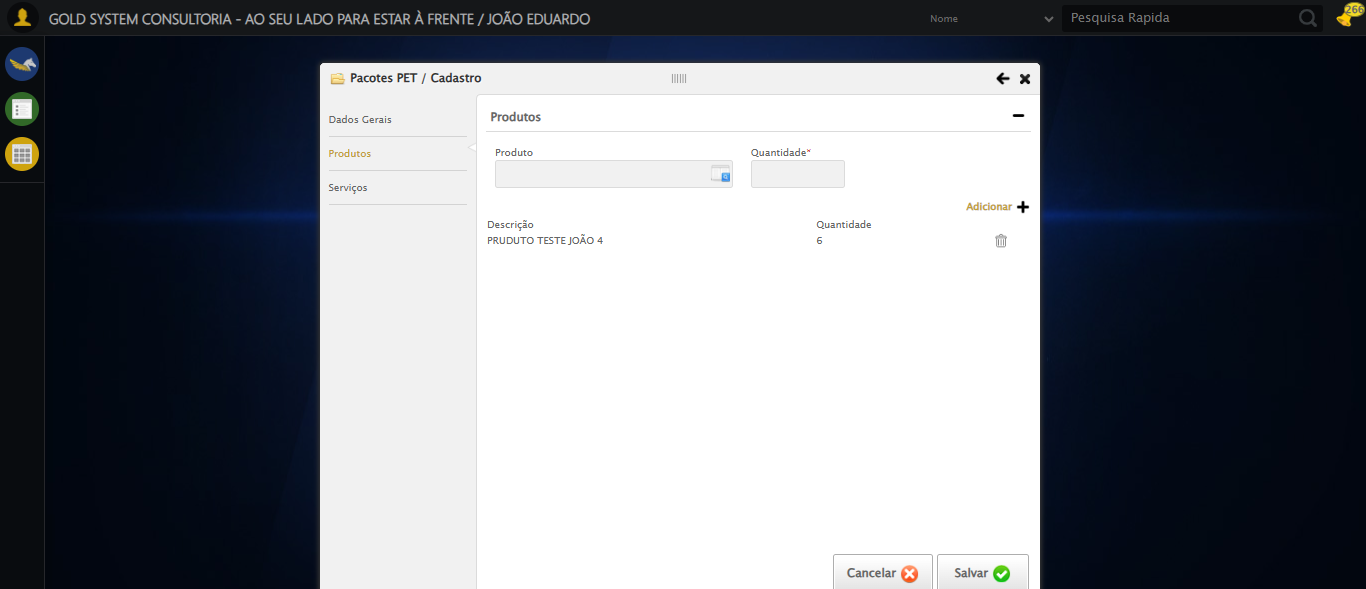 GOLD SYSTEM CONSULTORIA - AO SEU LADO PARA ESTAR À FRENTE / JOÃO EDUARDO
Nome
Pesquisa Rapida
266
Pacotes PET / Cadastro
Dados Gerais
Produtos
Serviços
Produtos
Produto
Quantidade*
Adicionar
Descrição
Quantidade
PRUDUTO TESTE JOÃO 4
6
Cancelar
Salvar